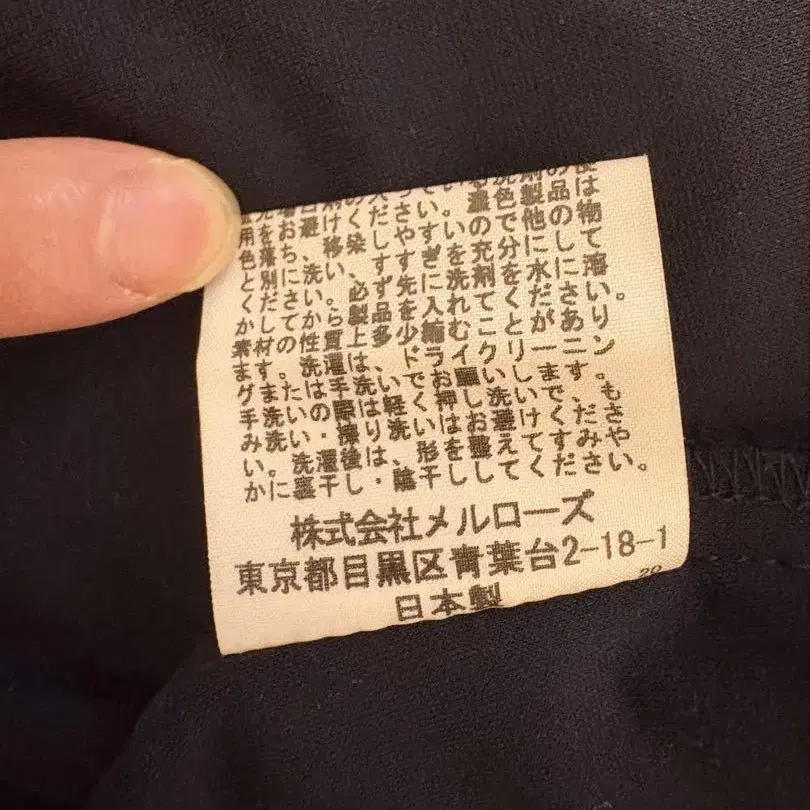 用をお避けください。濃色の製品は
色落ち、移染しやすいので他の物
と別に洗い、すすぎを充分にして
ください。必ず先に洗剤を水に溶
かしてから製品を入れてください。
素材の性質上、多少縮むことがあり
ます。洗濯は、ドライクリーニン
グまたは手洗いでお願いします。
手洗いの際は軽く押し洗いで、も
み洗い・擦り洗いはお避けくださ
い。洗濯後は、形を整えてすみや
かに裏干し・陰干ししてください。
株式会社メルローズ
東京都目黒区青葉台2-18-1
日本製